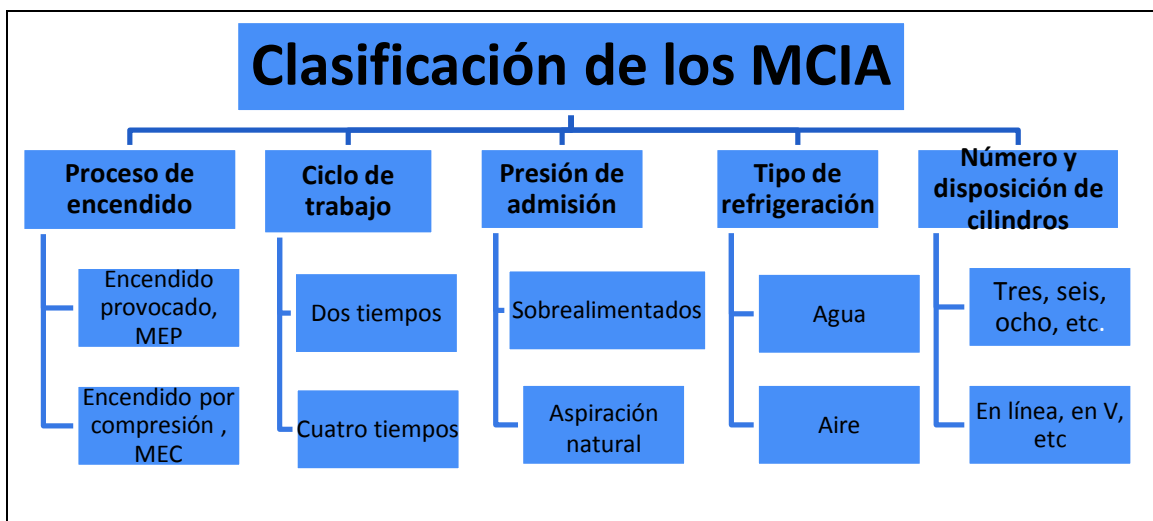 Clasificación de los MCIA
Proceso de
encendido
Encendido
provocado,
MEP
Encendido por
compresión ,
MEC
Ciclo de
trabajo
Dos tiempos
Cuatro tiempos
Presión de
admisión
Sobrealimentados
Aspiración
natural
Tipo de
refrigeración
Agua
Aire
Número y
disposición de
cilindros
Tres, seis,
ocho, etc.
En línea, en V,
etc